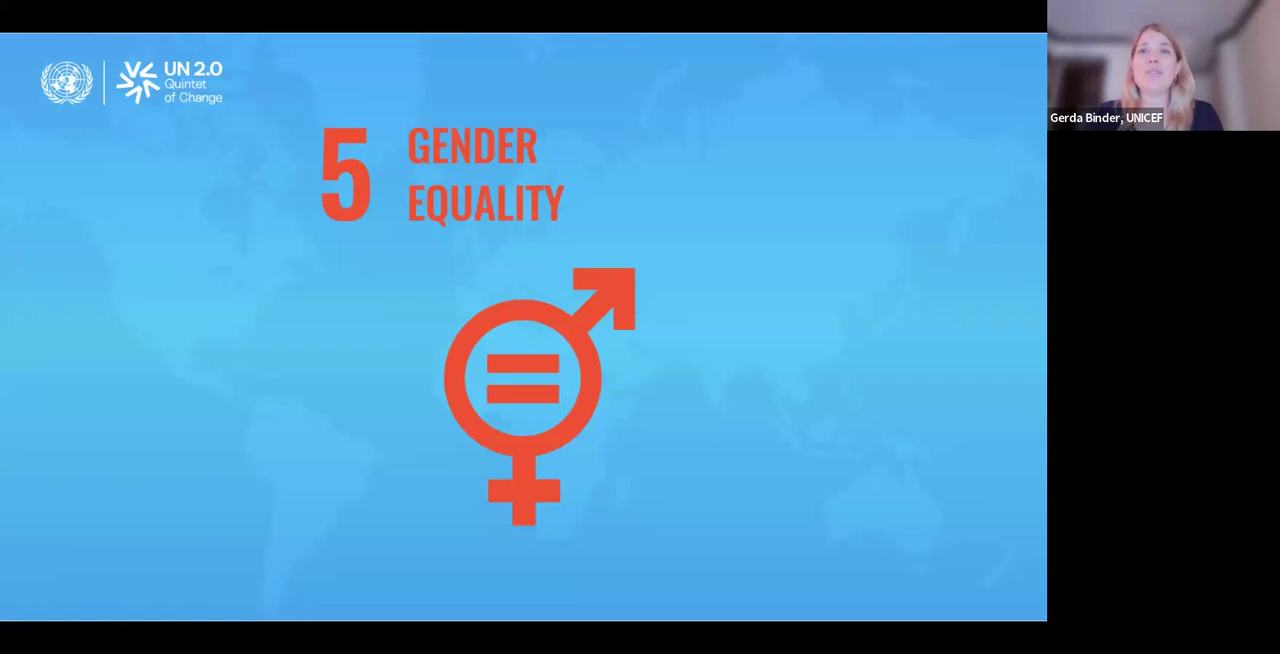 UN 2.0
Quintet
of Change
5 GENDER
EQUALITY
Gerda Binder, UNICEF